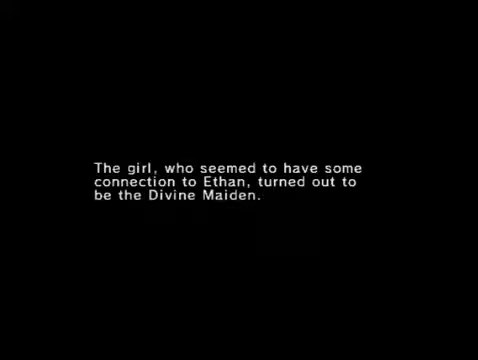 The girl, who seemed to have some
connection to Ethan, turned out to
be the Divine Maiden.